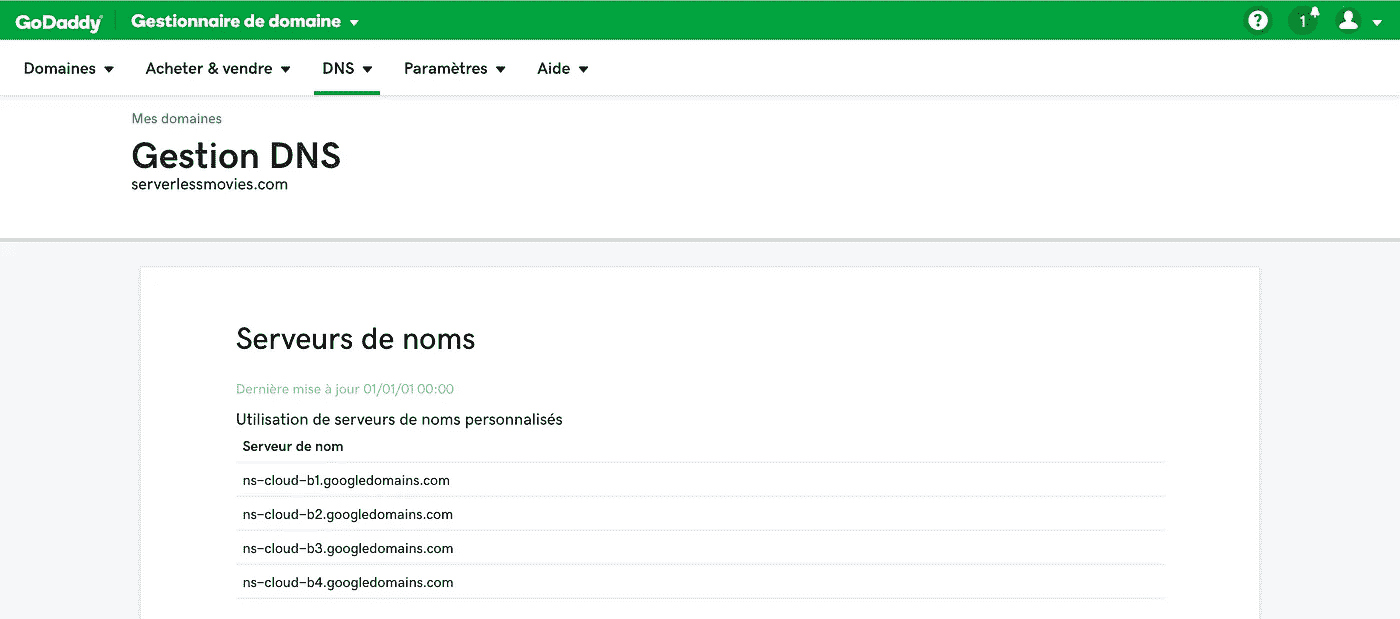 GoDaddy Gestionnaire de domaine 1
Domaines Acheter & vendre DNS Paramètres Aide
Mes domaines
Gestion DNS
serverlessmovies.com
Serveurs de noms
Dernière mise à jour 01/01/01 00:00
Utilisation de serveurs de noms personnalisés
Serveur de nom
ns-cloud-b1.googledomains.com
ns-cloud-b2.googledomains.com
ns-cloud-b3.googledomains.com
ns-cloud-b4.googledomains.com